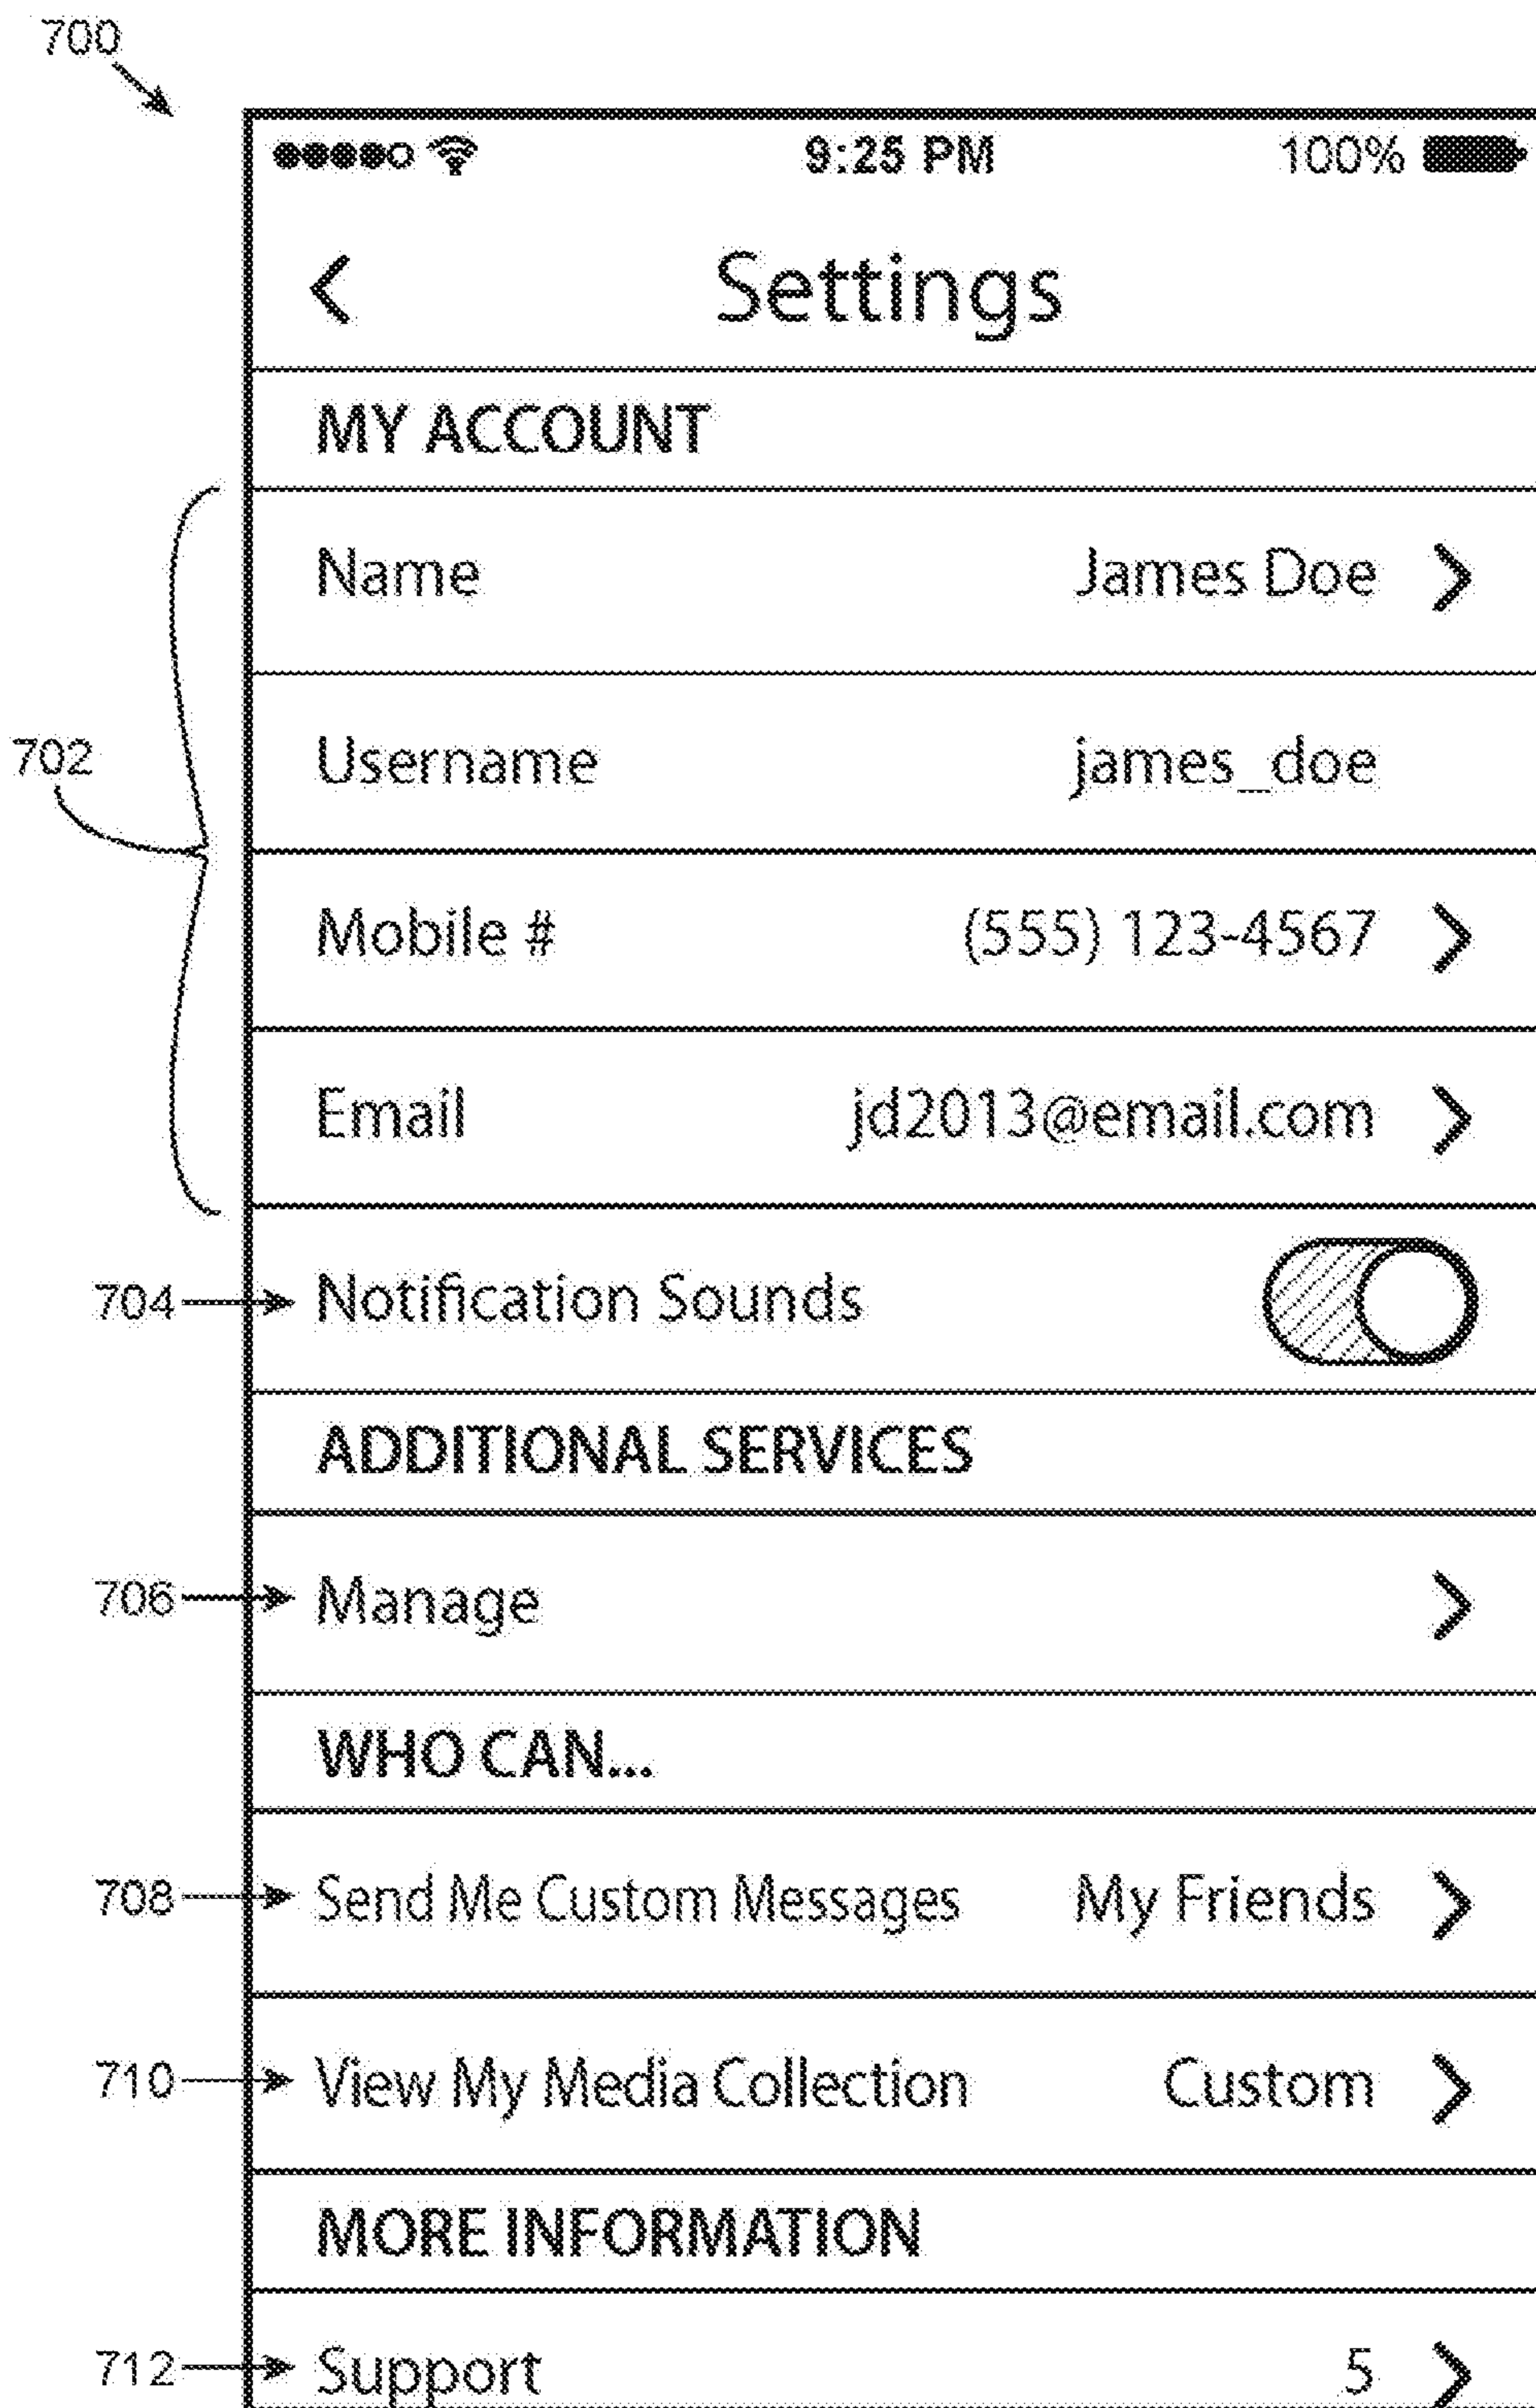 700
9:25 PM 100%
Settings
MY ACCOUNT
Name James Doe
702 Username james_doe
Mobile # (555) 123-4567
Email jd2013@email.com
704 Notification Sounds
ADDITIONAL SERVICES
706 Manage
WHO CAN...
708 Send Me Custom Messages My Friends
710 View My Media Collection Custom
MORE INFORMATION
712 Support 5